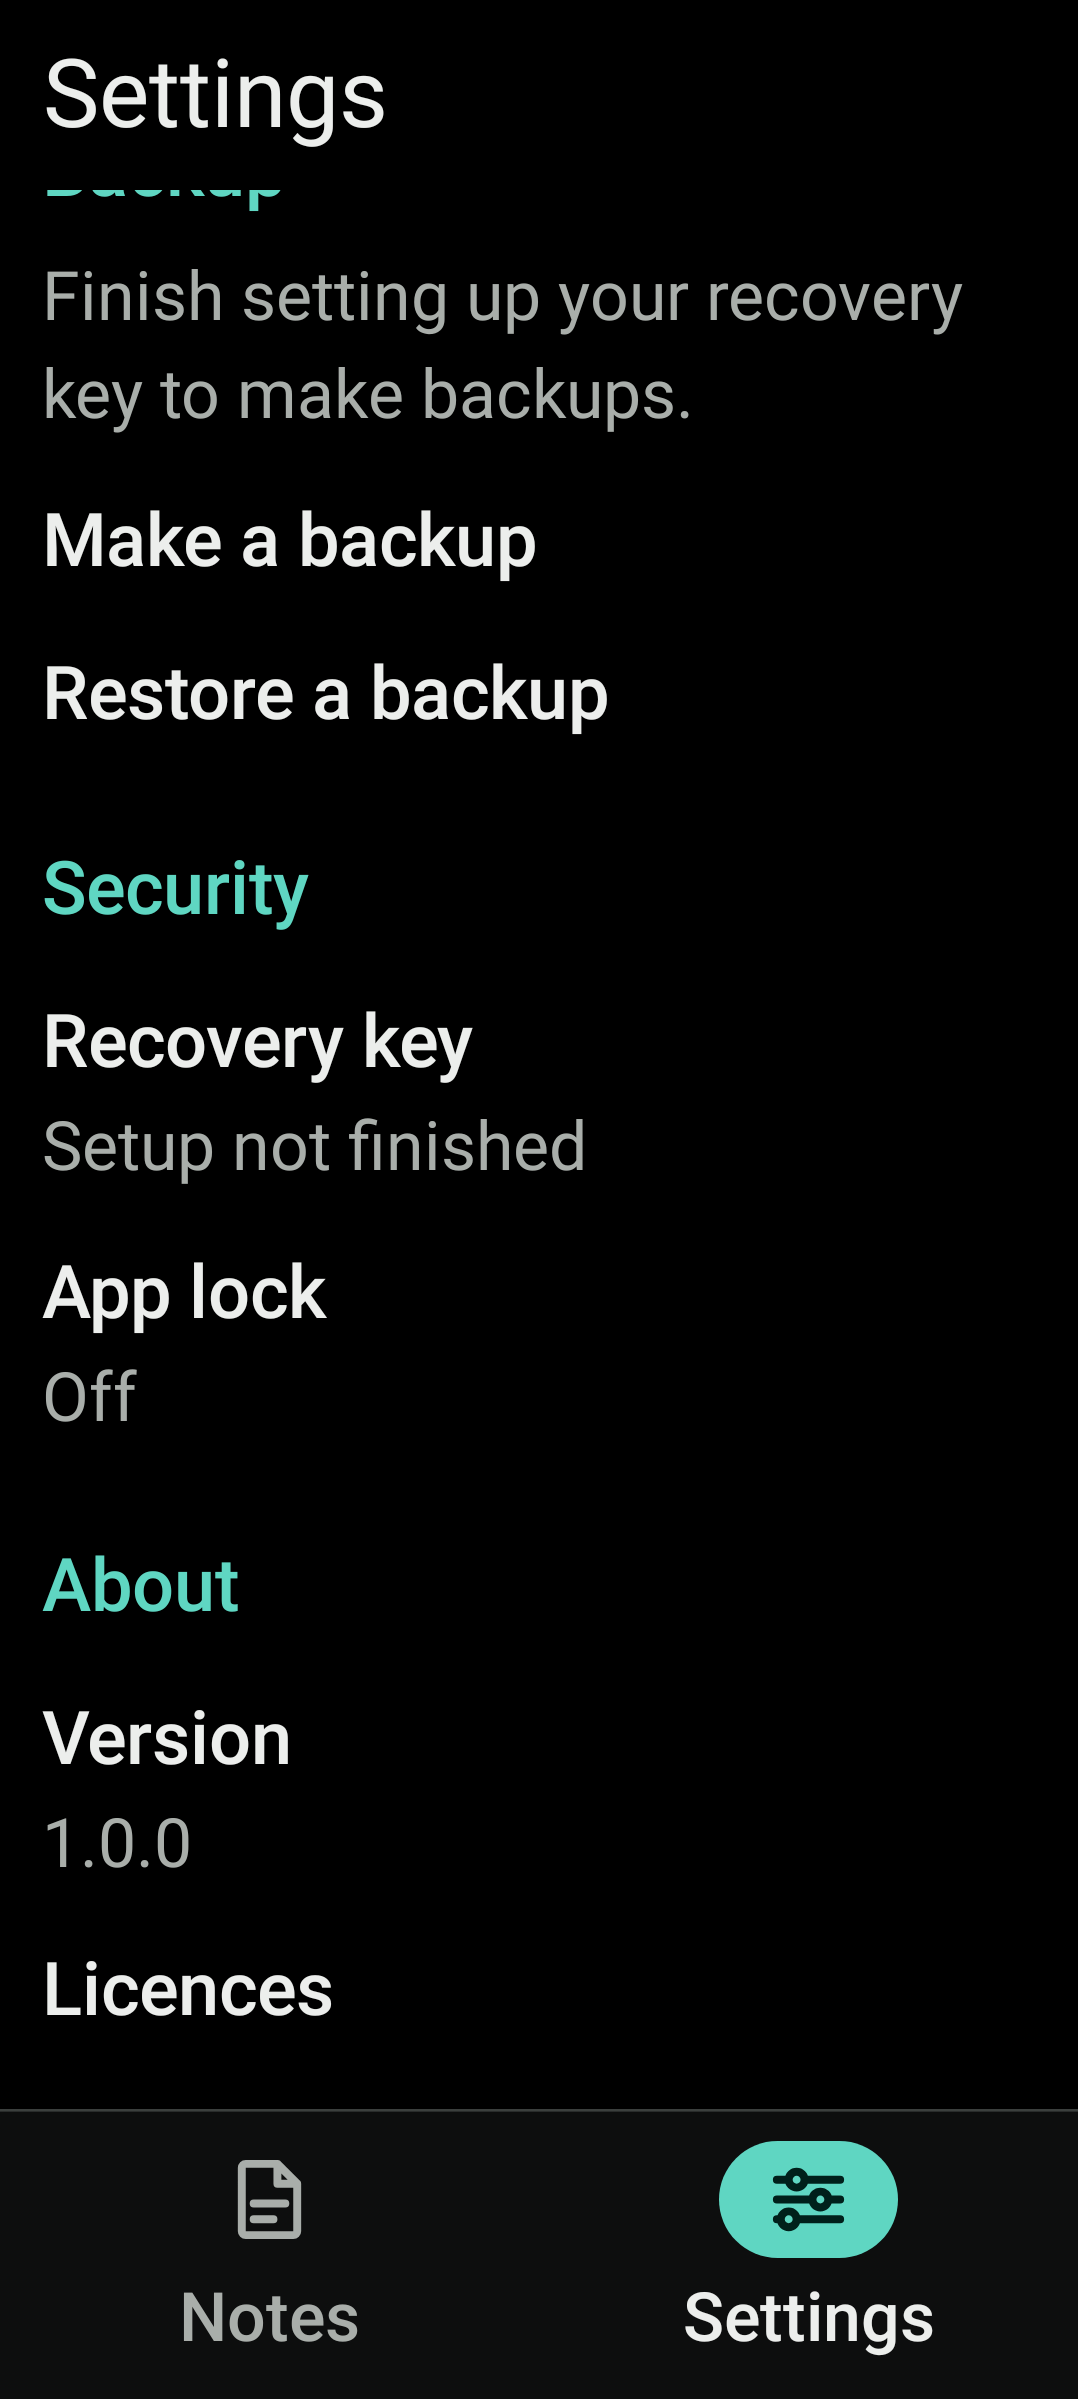 Settings
Backup
Finish setting up your recovery
key to make backups.
Make a backup
Restore a backup
Security
Recovery key
Setup not finished
App lock
Off
About
Version
1.0.0
Licences
Notes
Settings